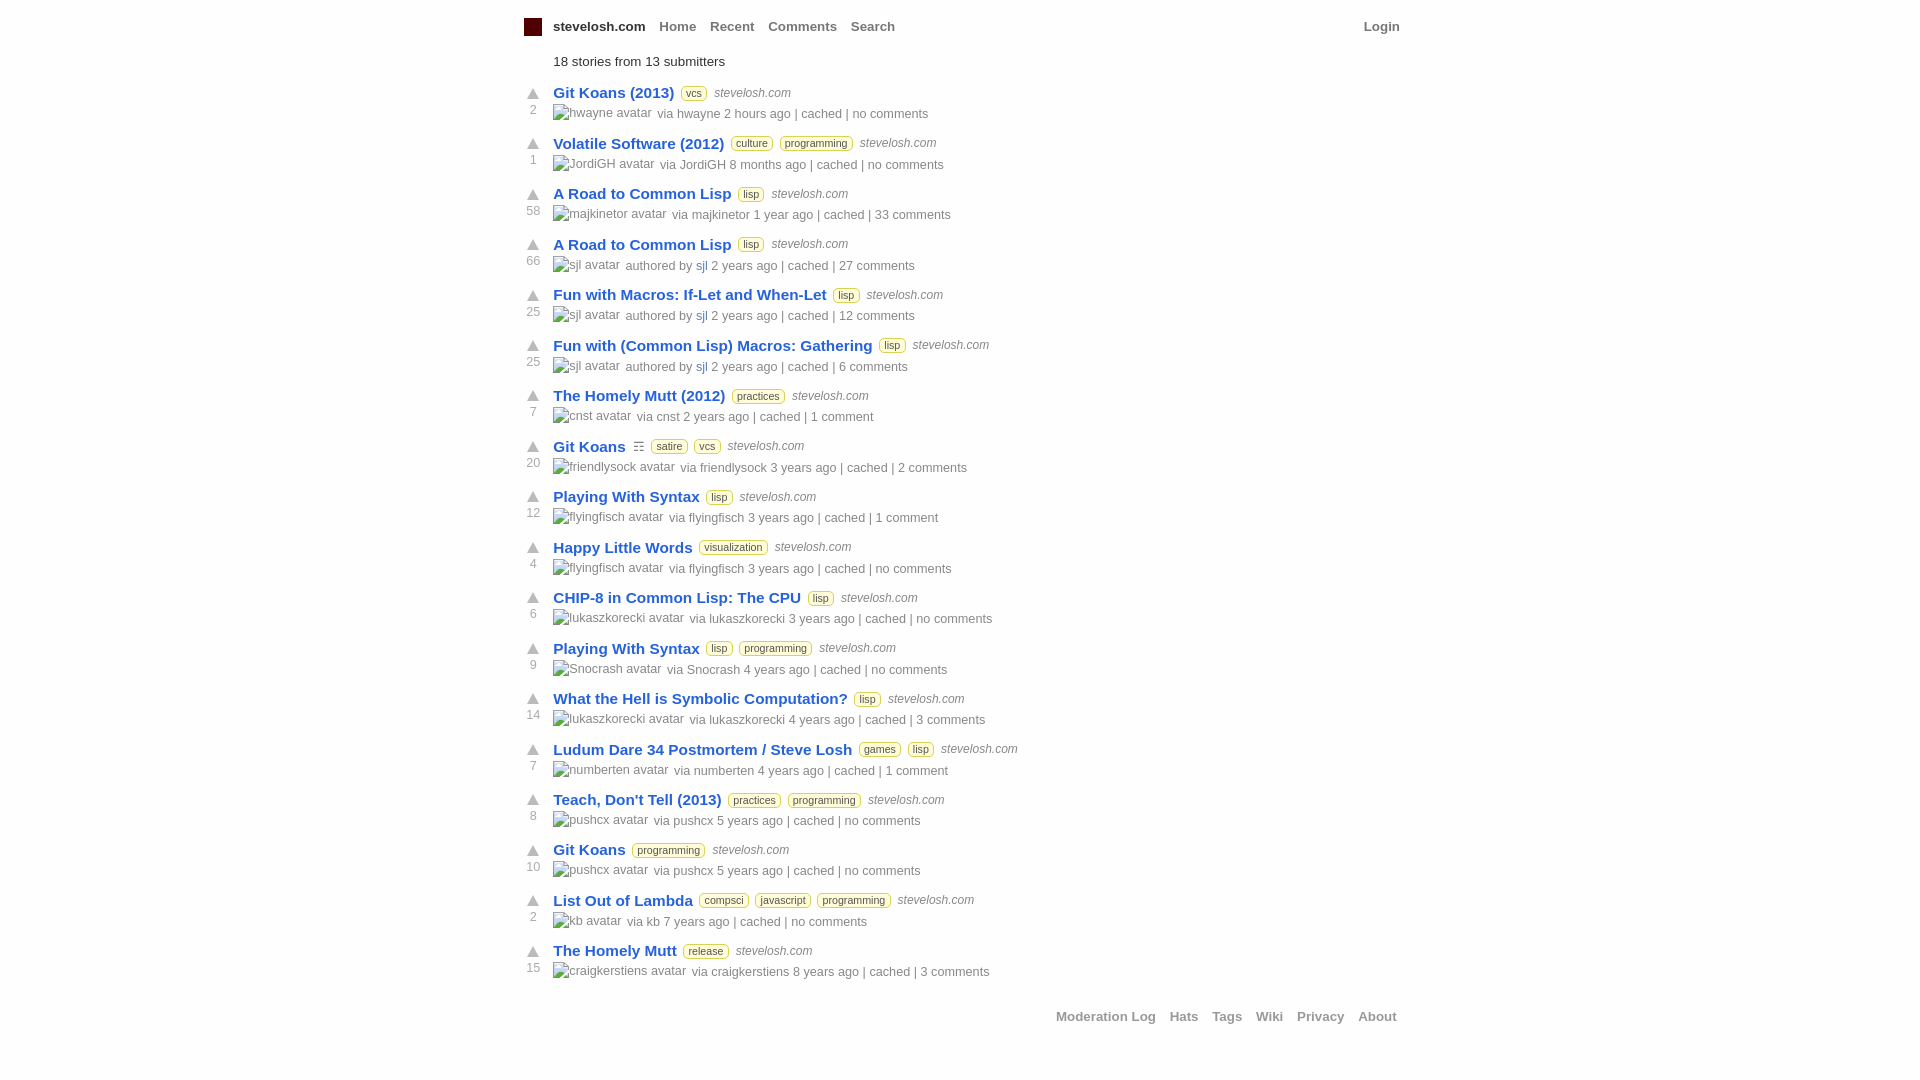 stevelosh.com Home Recent Comments Search Login
18 stories from 13 submitters
Git Koans (2013) vcs stevelosh.com
2 hwayne avatar via hwayne 2 hours ago | cached | no comments
Volatile Software (2012) culture programming stevelosh.com
1 JordiGH avatar via JordiGH 8 months ago | cached | no comments
A Road to Common Lisp lisp stevelosh.com
58 majkinetor avatar via majkinetor 1 year ago | cached | 33 comments
A Road to Common Lisp lisp stevelosh.com
66 sjl avatar authored by sjl 2 years ago | cached | 27 comments
Fun with Macros: If-Let and When-Let lisp stevelosh.com
25 sjl avatar authored by sjl 2 years ago | cached | 12 comments
Fun with (Common Lisp) Macros: Gathering lisp stevelosh.com
25 sjl avatar authored by sjl 2 years ago | cached | 6 comments
The Homely Mutt (2012) practices stevelosh.com
7 cnst avatar via cnst 2 years ago | cached | 1 comment
Git Koans ☶ satire vcs stevelosh.com
20 friendlysock avatar via friendlysock 3 years ago | cached | 2 comments
Playing With Syntax lisp stevelosh.com
12 flyingfisch avatar via flyingfisch 3 years ago | cached | 1 comment
Happy Little Words visualization stevelosh.com
4 flyingfisch avatar via flyingfisch 3 years ago | cached | no comments
CHIP-8 in Common Lisp: The CPU lisp stevelosh.com
6 lukaszkorecki avatar via lukaszkorecki 3 years ago | cached | no comments
Playing With Syntax lisp programming stevelosh.com
9 Snocrash avatar via Snocrash 4 years ago | cached | no comments
What the Hell is Symbolic Computation? lisp stevelosh.com
14 lukaszkorecki avatar via lukaszkorecki 4 years ago | cached | 3 comments
Ludum Dare 34 Postmortem / Steve Losh games lisp stevelosh.com
7 numberten avatar via numberten 4 years ago | cached | 1 comment
Teach, Don't Tell (2013) practices programming stevelosh.com
8 pushcx avatar via pushcx 5 years ago | cached | no comments
Git Koans programming stevelosh.com
10 pushcx avatar via pushcx 5 years ago | cached | no comments
List Out of Lambda compsci javascript programming stevelosh.com
2 kb avatar via kb 7 years ago | cached | no comments
The Homely Mutt release stevelosh.com
15 craigkerstiens avatar via craigkerstiens 8 years ago | cached | 3 comments
Moderation Log Hats Tags Wiki Privacy About